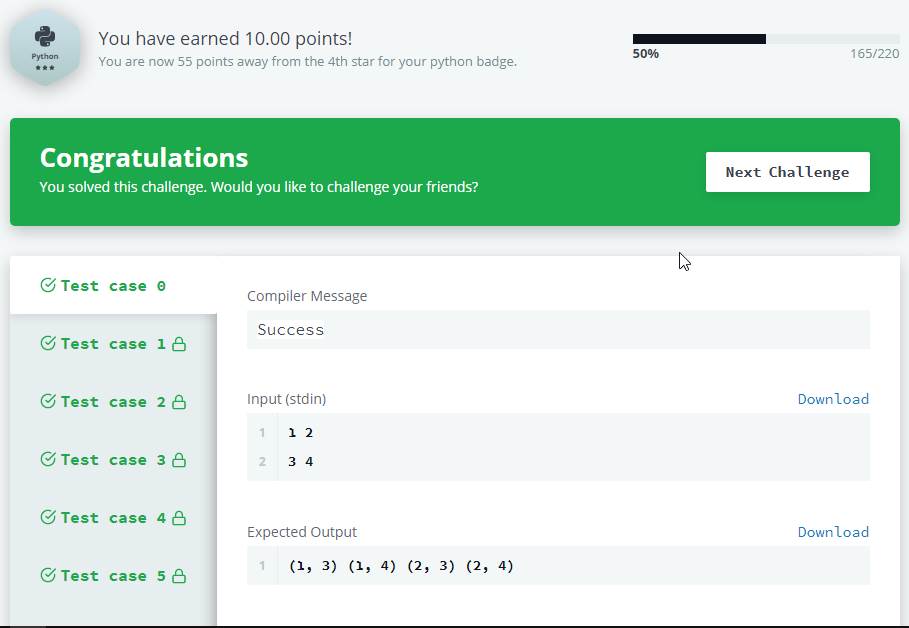 Python
You have earned 10.00 points!
You are now 55 points away from the 4th star for your python badge.
50%
165/220
Congratulations
You solved this challenge. Would you like to challenge your friends?
Next Challenge
Test case 0
Test case 1
Test case 2
Test case 3
Test case 4
Test case 5
Compiler Message
Success
Input (stdin)
Download
1 1 2
2 3 4
Expected Output
Download
1 (1, 3) (1, 4) (2, 3) (2, 4)